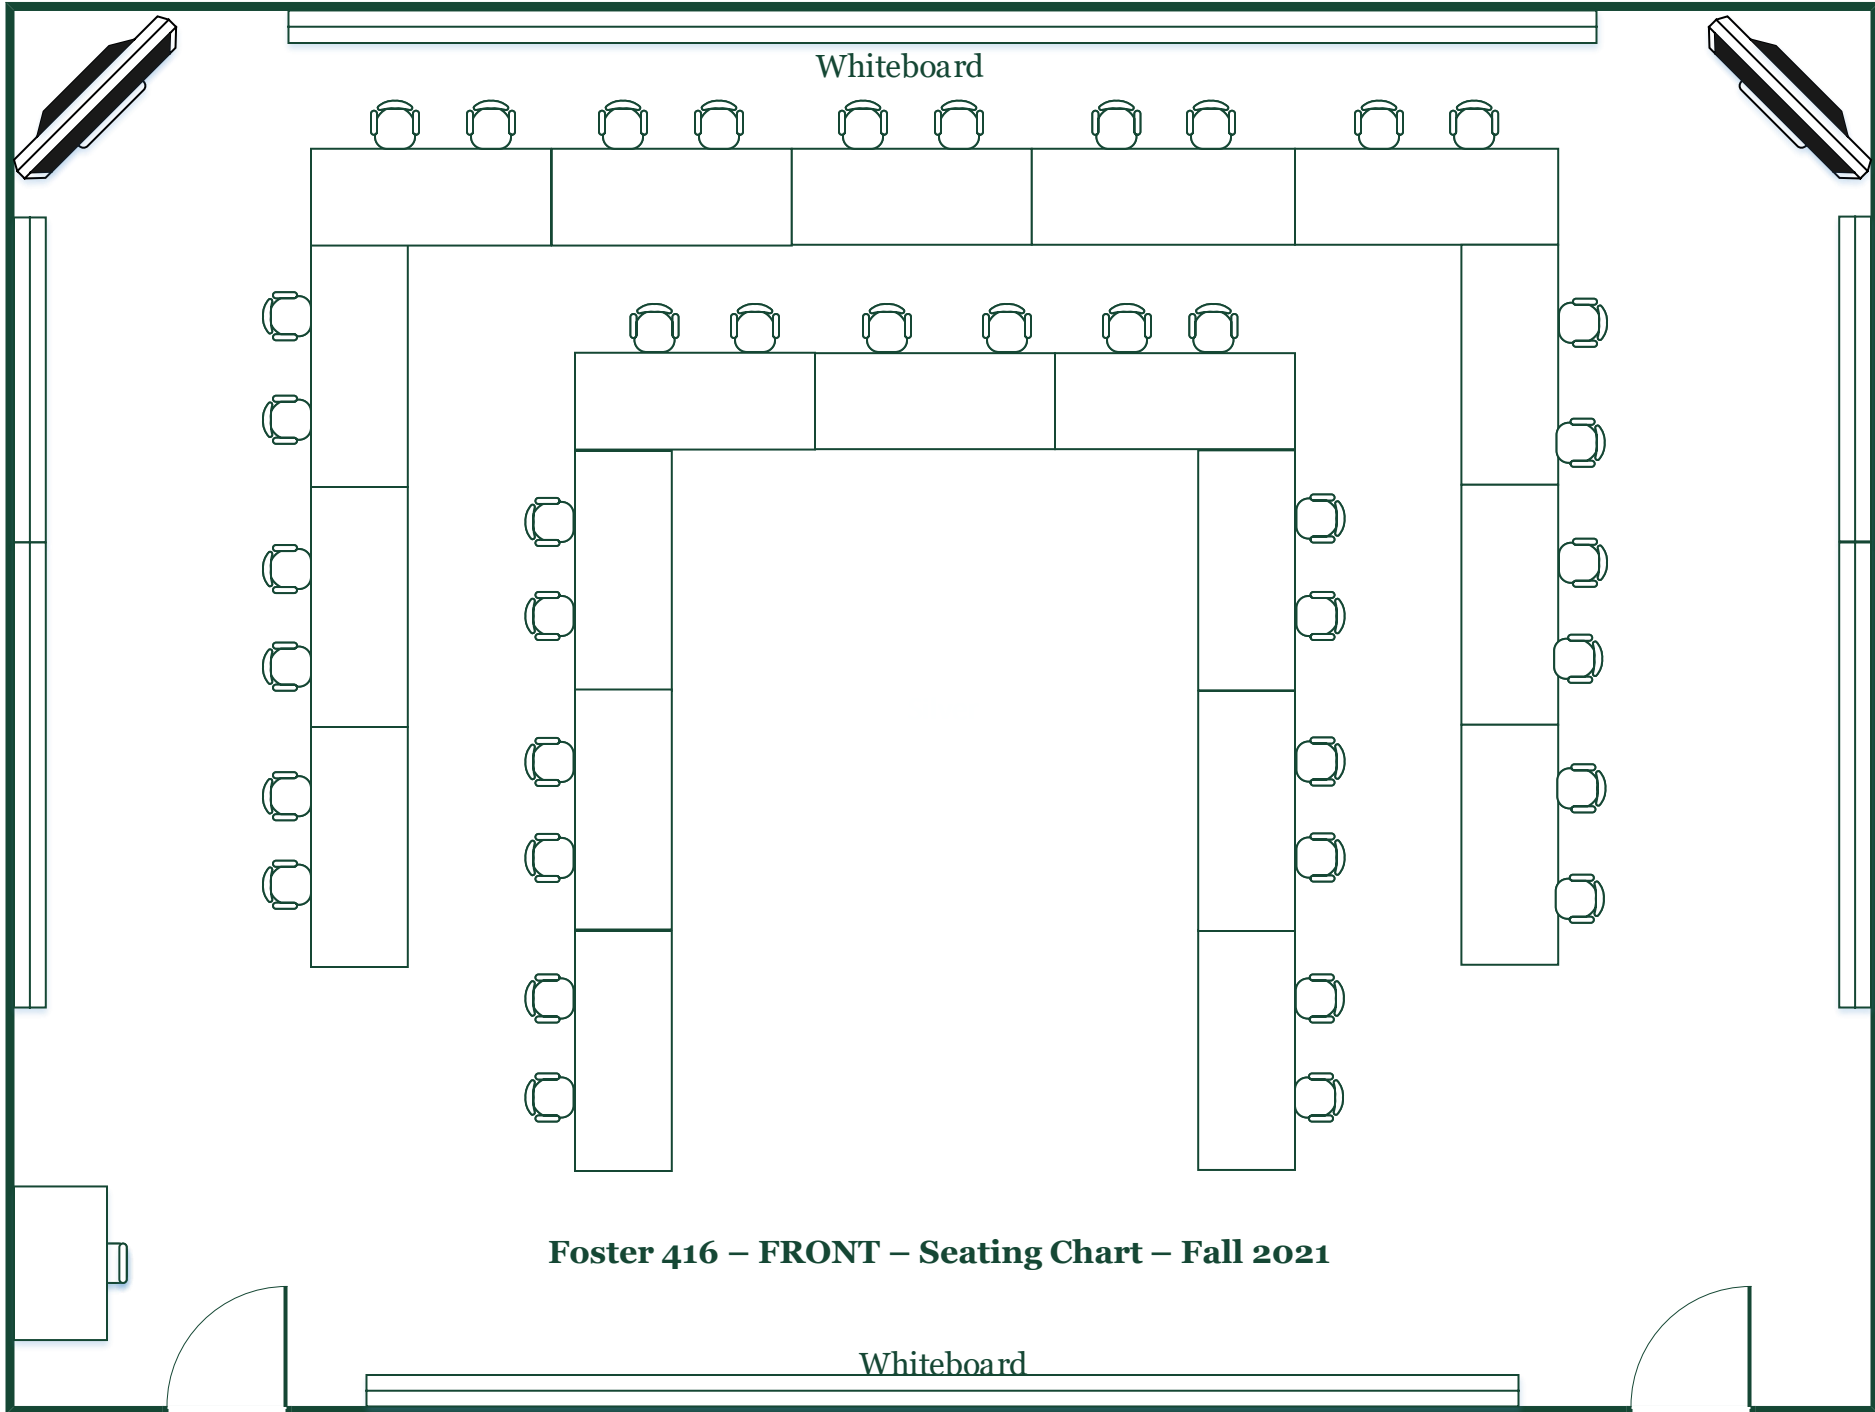 Whiteboard
Foster 416 – FRONT – Seating Chart – Fall 2021
Whiteboard